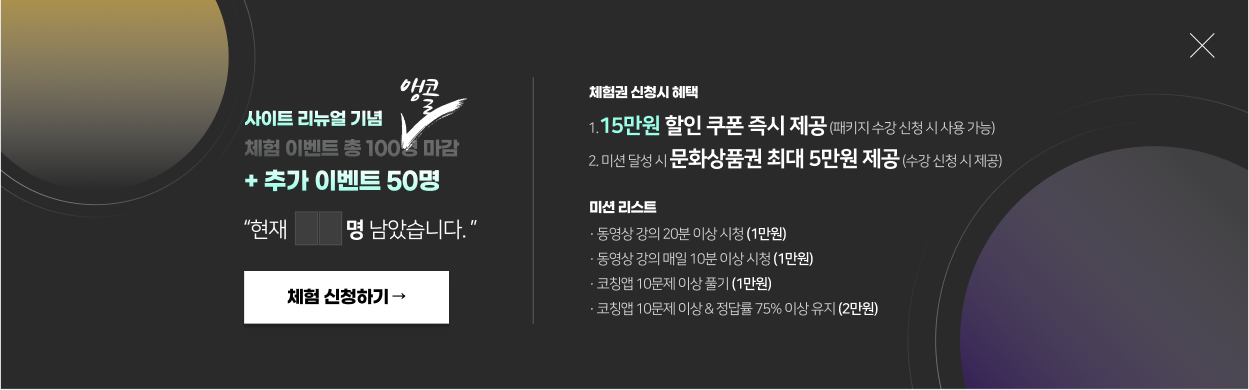 앵콜
사이트 리뉴얼 기념
체험 이벤트 총 100명 마감
+ 추가 이벤트 50명
“현재 명 남았습니다.”
체험 신청하기→
체험권 신청시 혜택
1.15만원 할인 쿠폰 즉시 제공 (패키지 수강 신청 시 사용 가능)
2. 미션 달성 시 문화상품권 최대 5만원 제공 (수강 신청 시 제공)
미션 리스트
· 동영상 강의 20분 이상 시청 (1만원)
· 동영상 강의 매일 10분 이상 시청 (1만원)
· 코칭앱 10문제 이상 풀기 (1만원)
· 코칭앱 10문제 이상 & 정답률 75% 이상 유지 (2만원)